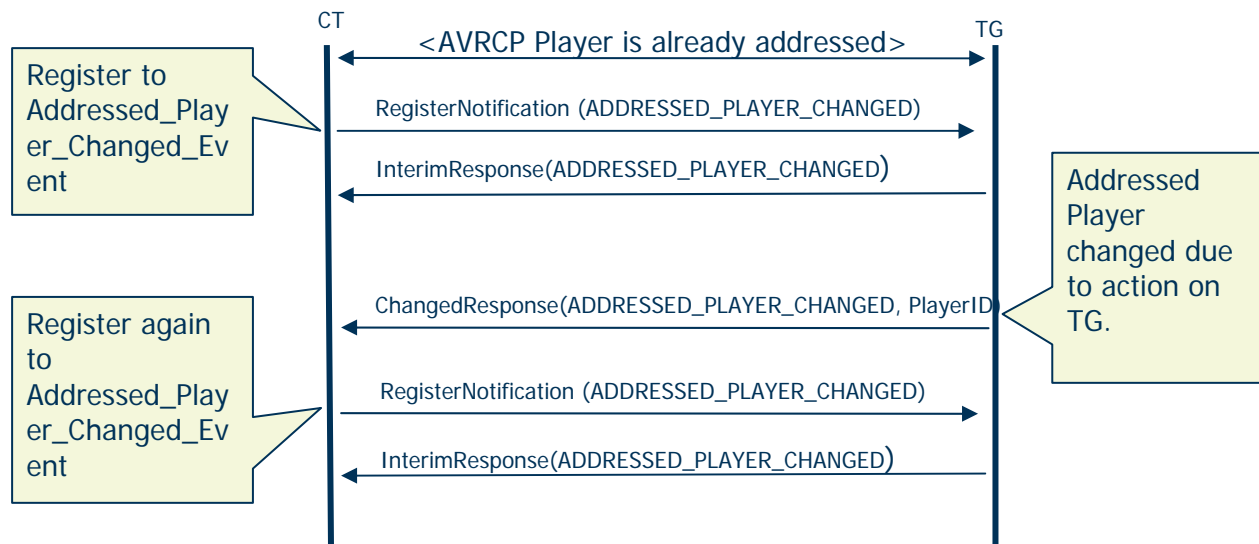 CT
TG
<AVRCP Player is already addressed>
Register to
Addressed_Play
er_Changed_Ev
ent
RegisterNotification (ADDRESSED_PLAYER_CHANGED)
InterimResponse(ADDRESSED_PLAYER_CHANGED)
Addressed
Player
changed due
to action on
TG.
ChangedResponse(ADDRESSED_PLAYER_CHANGED, PlayerID)
Register again
to
Addressed_Play
er_Changed_Ev
ent
RegisterNotification (ADDRESSED_PLAYER_CHANGED)
InterimResponse(ADDRESSED_PLAYER_CHANGED)